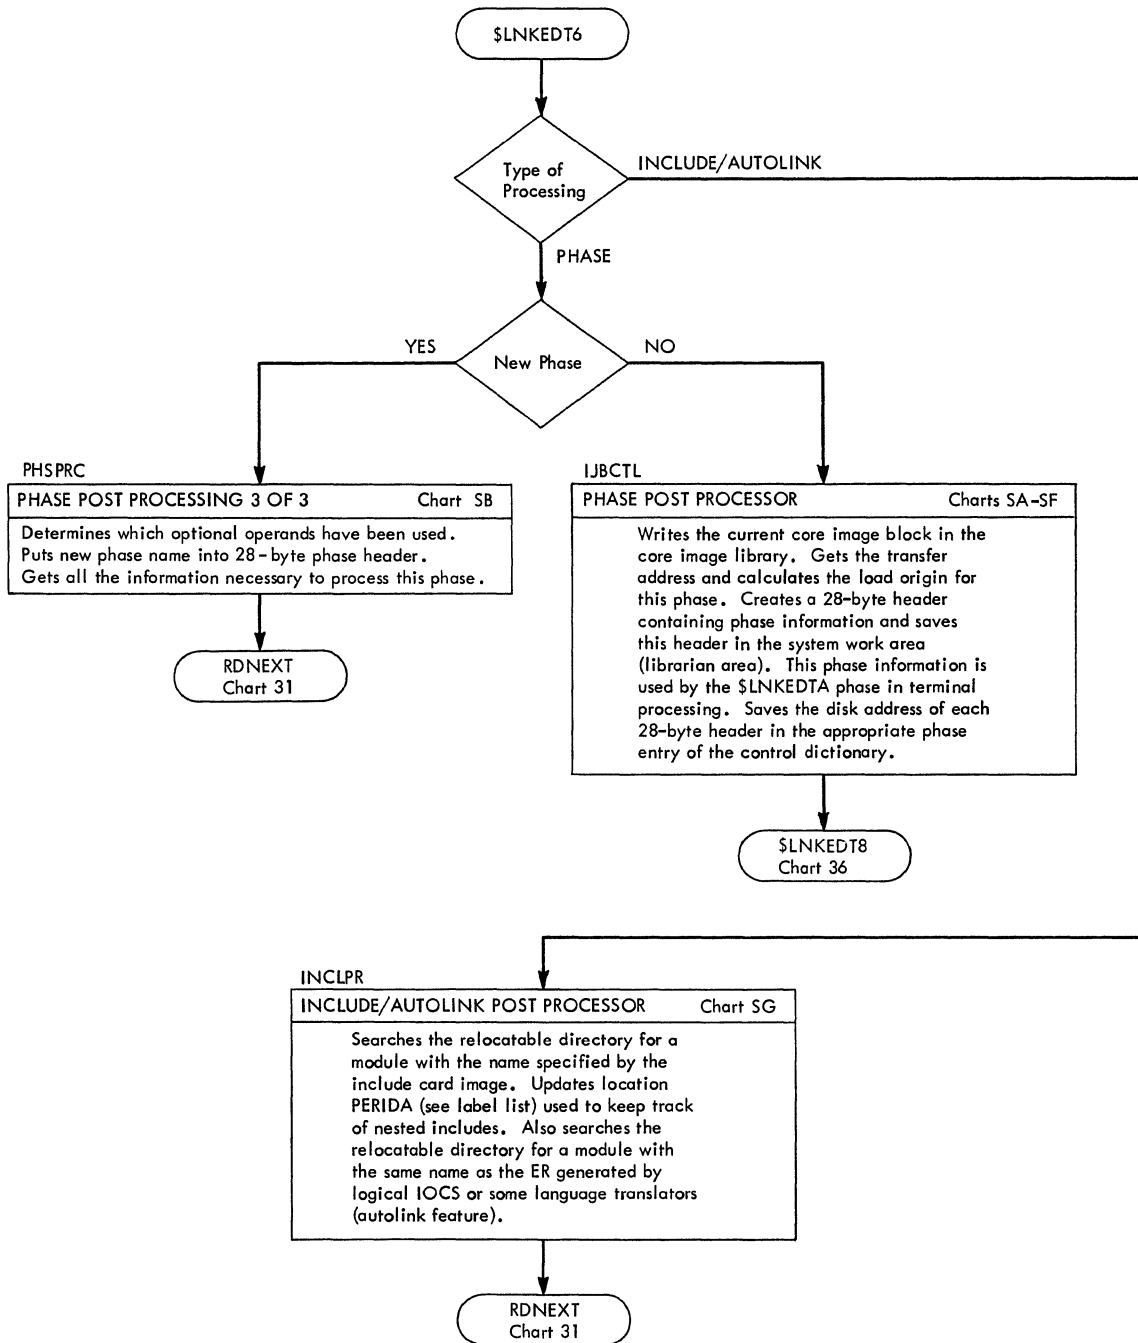 $LNKEDT6
Type of
Processing
INCLUDE/AUTOLINK
PHASE
New Phase
YES
NO
PHSPRC
PHASE POST PROCESSING 3 OF 3 Chart SB
Determines which optional operands have been used.
Puts new phase name into 28-byte phase header.
Gets all the information necessary to process this phase.
RDNEXT
Chart 31
IJBCTL
PHASE POST PROCESSOR Charts SA-SF
Writes the current core image block in the
core image library. Gets the transfer
address and calculates the load origin for
this phase. Creates a 28-byte header
containing phase information and saves
this header in the system work area
(librarian area). This phase information is
used by the $LNKEDTA phase in terminal
processing. Saves the disk address of each
28-byte header in the appropriate phase
entry of the control dictionary.
$LNKEDT8
Chart 36
INCLPR
INCLUDE/AUTOLINK POST PROCESSOR Chart SG
Searches the relocatable directory for a
module with the name specified by the
include card image. Updates location
PERIDA (see label list) used to keep track
of nested includes. Also searches the
relocatable directory for a module with
the same name as the ER generated by
logical IOCS or some language translators
(autolink feature).
RDNEXT
Chart 31